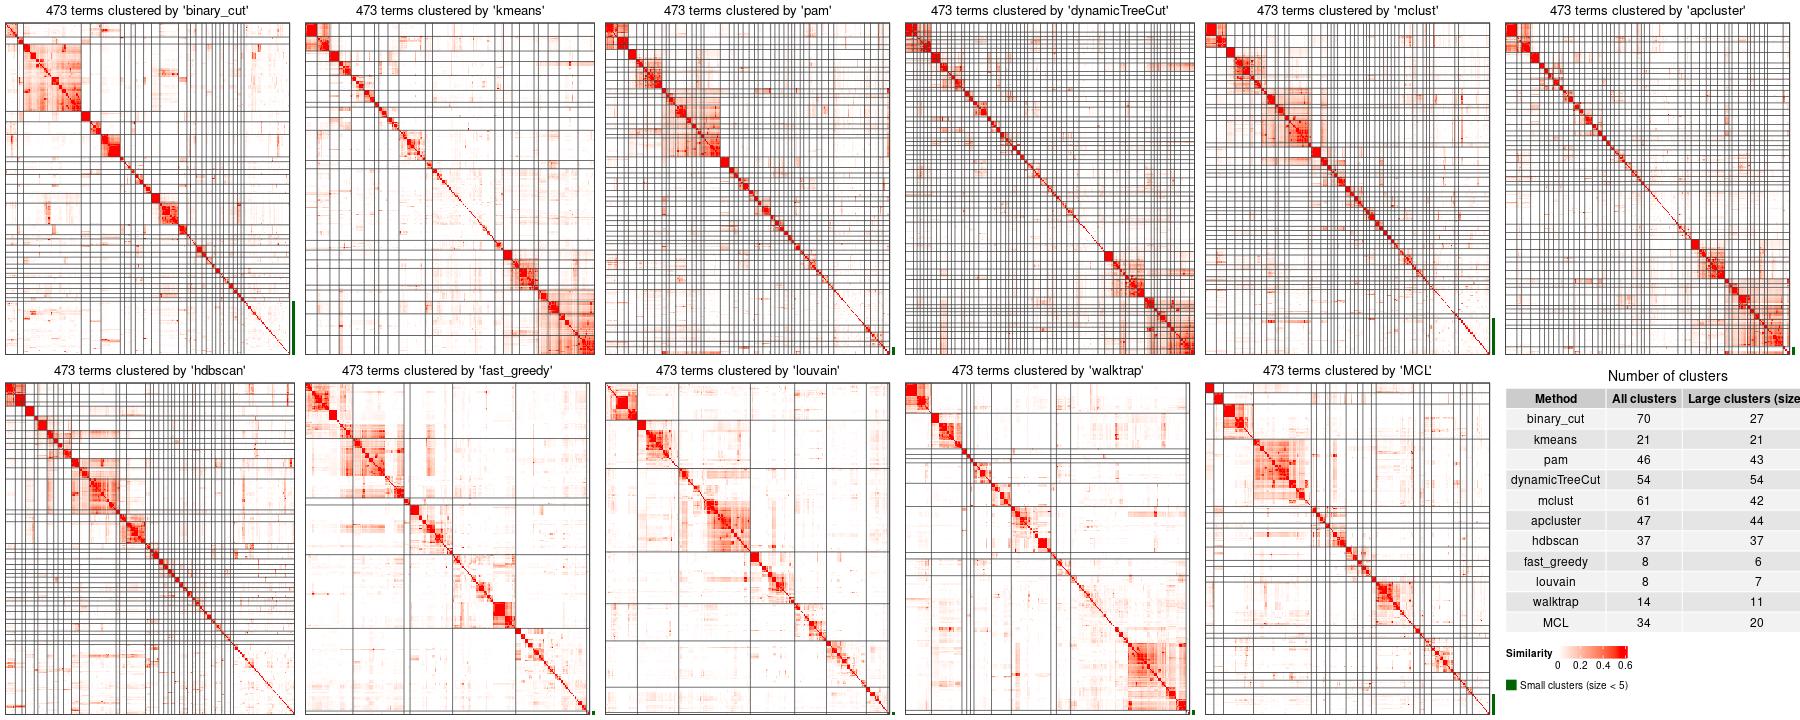 473 terms clustered by 'binary_cut'
473 terms clustered by 'kmeans'
473 terms clustered by 'pam'
473 terms clustered by 'dynamicTreeCut'
473 terms clustered by 'mclust'
473 terms clustered by 'apcluster'
473 terms clustered by 'hdbscan'
473 terms clustered by 'fast_greedy'
473 terms clustered by 'louvain'
473 terms clustered by 'walktrap'
473 terms clustered by 'MCL'
Number of clusters
Method All clusters Large clusters (size
binary_cut 70 27
kmeans 21 21
pam 46 43
dynamicTreeCut 54 54
mclust 61 42
apcluster 47 44
hdbscan 37 37
fast_greedy 8 6
louvain 8 7
walktrap 14 11
MCL 34 20
Similarity
0 0.2 0.4 0.6
Small clusters (size < 5)